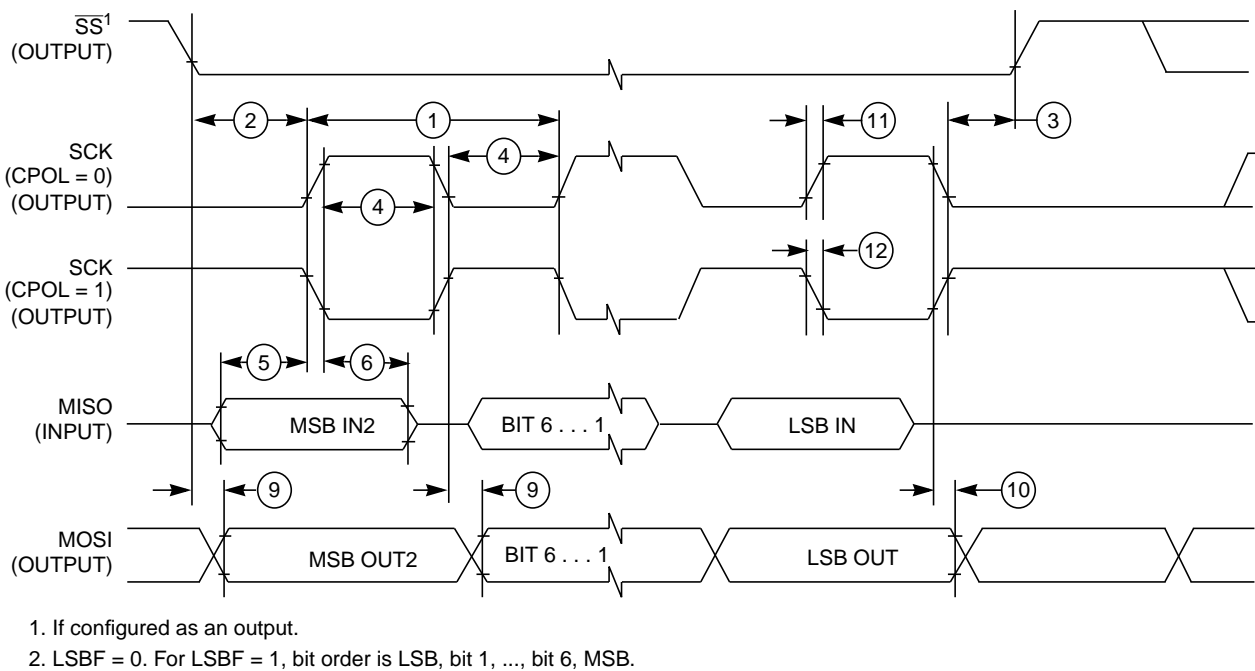 SS1
(OUTPUT)
2
1
11
3
SCK
(CPOL = 0)
(OUTPUT)
4
4
SCK
(CPOL = 1)
(OUTPUT)
12
5
6
MISO
(INPUT)
MSB IN2
BIT 6 . . . 1
LSB IN
9
9
10
MOSI
(OUTPUT)
MSB OUT2
BIT 6 . . . 1
LSB OUT
1. If configured as an output.
2. LSBF = 0. For LSBF = 1, bit order is LSB, bit 1, ..., bit 6, MSB.